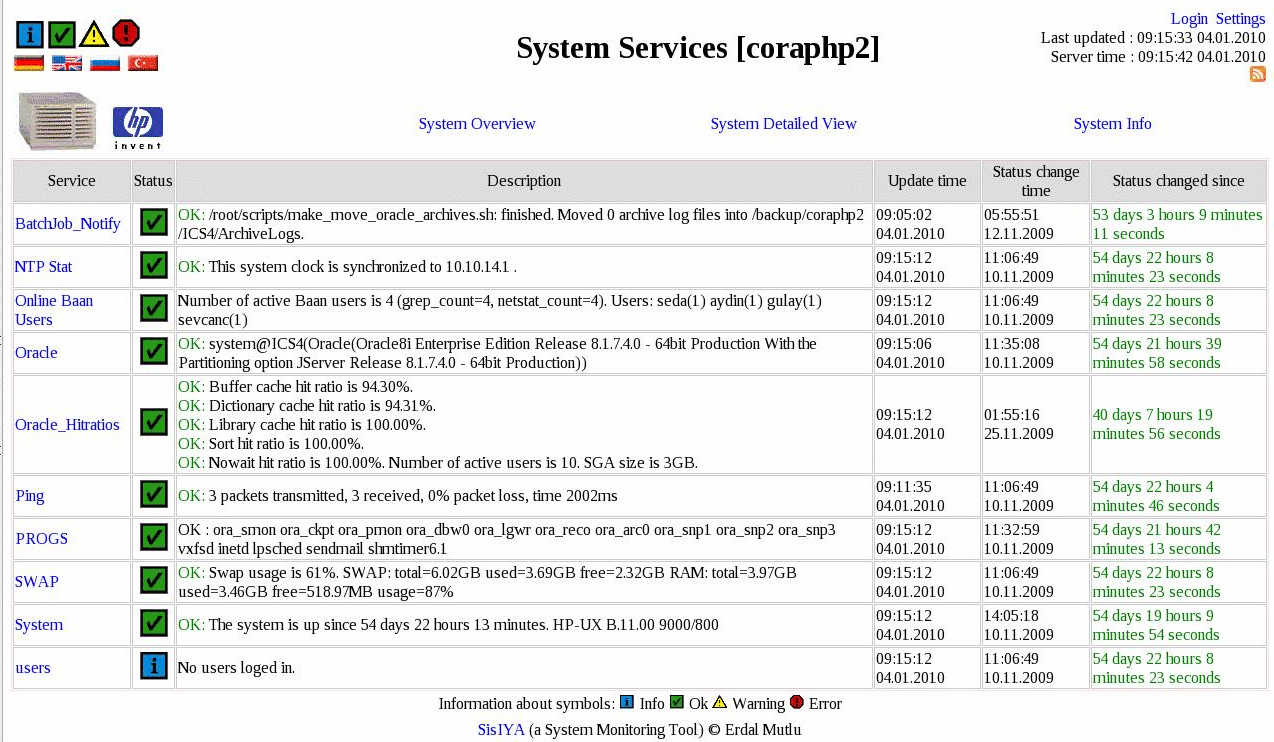 Login Settings
System Services [coraphp2]
Last updated : 09:15:33 04.01.2010
Server time : 09:15:42 04.01.2010
hp
invent
System Overview System Detailed View System Info
Service Status Description Update time Status change time Status changed since
BatchJob_Notify
OK: /root/scripts/make_move_oracle_archives.sh: finished. Moved 0 archive log files into /backup/coraphp2
/ICS4/ArchiveLogs.
09:05:02
04.01.2010
05:55:51
12.11.2009
53 days 3 hours 9 minutes
11 seconds
NTP Stat
OK: This system clock is synchronized to 10.10.14.1 .
09:15:12
04.01.2010
11:06:49
10.11.2009
54 days 22 hours 8
minutes 23 seconds
Online Baan
Users
Number of active Baan users is 4 (grep_count=4, netstat_count=4). Users: seda(1) aydin(1) gulay(1)
sevcanc(1)
09:15:12
04.01.2010
11:06:49
10.11.2009
54 days 22 hours 8
minutes 23 seconds
Oracle
OK: system@ICS4(Oracle(Oracle8i Enterprise Edition Release 8.1.7.4.0 - 64bit Production With the
Partitioning option JServer Release 8.1.7.4.0 - 64bit Production))
09:15:06
04.01.2010
11:35:08
10.11.2009
54 days 21 hours 39
minutes 58 seconds
Oracle_Hitratios
OK: Buffer cache hit ratio is 94.30%.
OK: Dictionary cache hit ratio is 94.31%.
OK: Library cache hit ratio is 100.00%.
OK: Sort hit ratio is 100.00%.
OK: Nowait hit ratio is 100.00%. Number of active users is 10. SGA size is 3GB.
09:15:12
04.01.2010
01:55:16
25.11.2009
40 days 7 hours 19
minutes 56 seconds
Ping
OK: 3 packets transmitted, 3 received, 0% packet loss, time 2002ms
09:11:35
04.01.2010
11:06:49
10.11.2009
54 days 22 hours 4
minutes 46 seconds
PROGS
OK : ora_smon ora_ckpt ora_pmon ora_dbw0 ora_lgwr ora_reco ora_arc0 ora_snp1 ora_snp2 ora_snp3
vxfsd inetd lpsched sendmail shmtimer6.1
09:15:12
04.01.2010
11:32:59
10.11.2009
54 days 21 hours 42
minutes 13 seconds
SWAP
OK: Swap usage is 61%. SWAP: total=6.02GB used=3.69GB free=2.32GB RAM: total=3.97GB
used=3.46GB free=518.97MB usage=87%
09:15:12
04.01.2010
11:06:49
10.11.2009
54 days 22 hours 8
minutes 23 seconds
System
OK: The system is up since 54 days 22 hours 13 minutes. HP-UX B.11.00 9000/800
09:15:12
04.01.2010
14:05:18
10.11.2009
54 days 19 hours 9
minutes 54 seconds
users
No users loged in.
09:15:12
04.01.2010
11:06:49
10.11.2009
54 days 22 hours 8
minutes 23 seconds
Information about symbols: Info Ok Warning Error
SisIYA (a System Monitoring Tool) © Erdal Mutlu